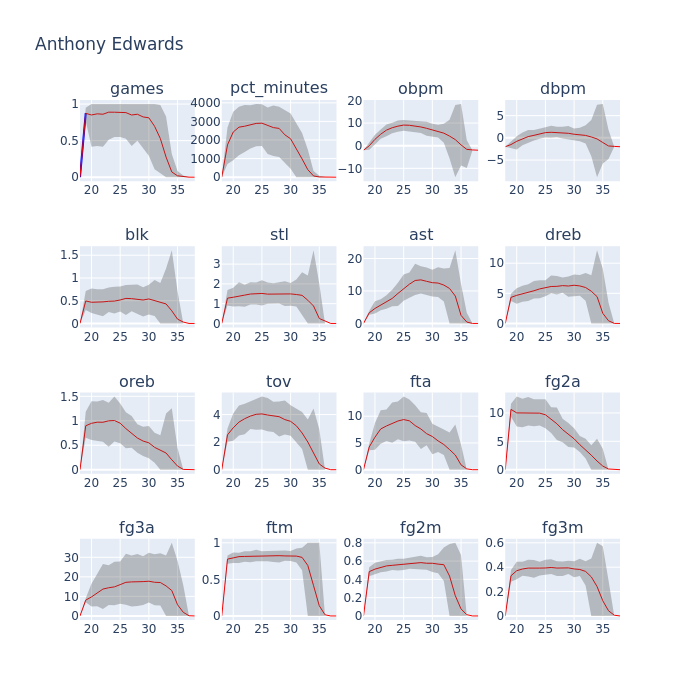 Anthony Edwards
games pct_minutes obpm dbpm
1 0.5 0 20 25 30 35
4000 3000 2000 1000 0 20 25 30 35
20 10 0 −10 20 25 30 35
5 0 −5 20 25 30 35
blk stl ast dreb
1.5 1 0.5 0 20 25 30 35
3 2 1 0 20 25 30 35
20 10 0 20 25 30 35
10 5 0 20 25 30 35
oreb tov fta fg2a
1.5 1 0.5 0 20 25 30 35
4 2 0 20 25 30 35
10 5 0 20 25 30 35
10 5 0 20 25 30 35
fg3a ftm fg2m fg3m
30 20 10 0 20 25 30 35
1 0.5 0 20 25 30 35
0.8 0.6 0.4 0.2 0 20 25 30 35
0.6 0.4 0.2 0 20 25 30 35